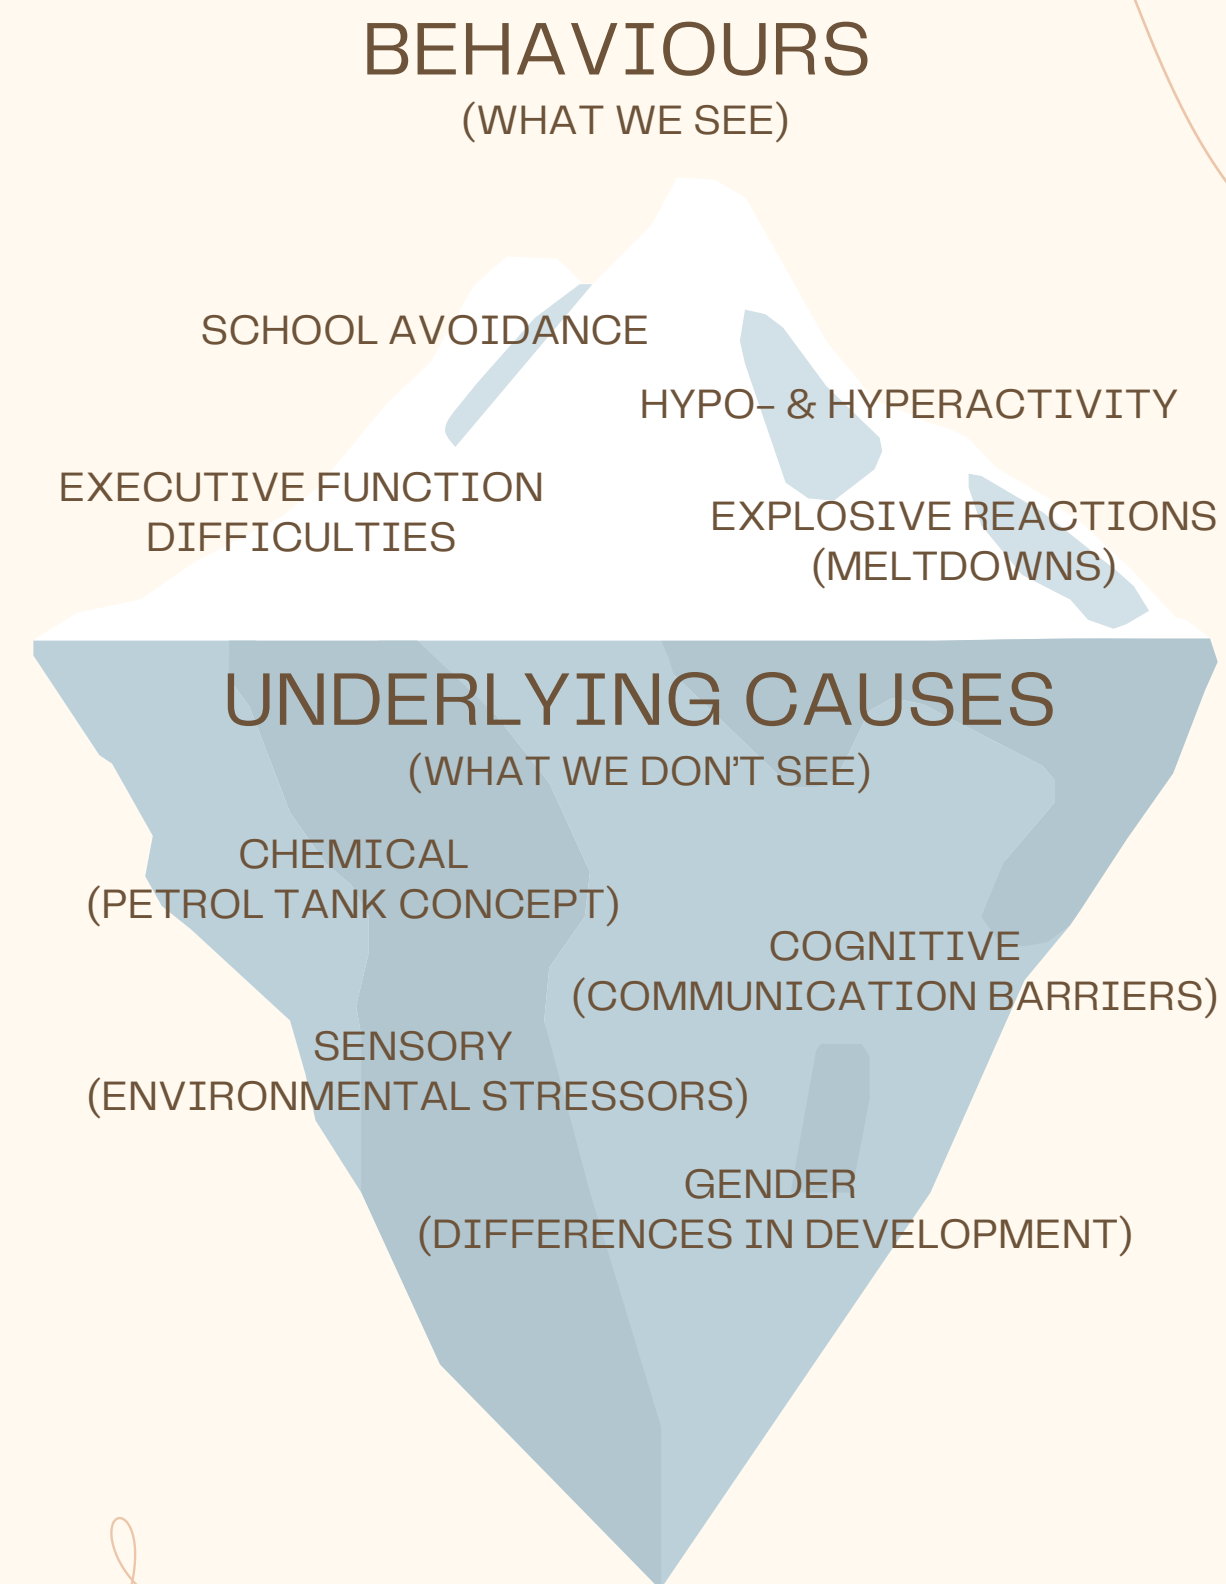 BEHAVIOURS
(WHAT WE SEE)
SCHOOL AVOIDANCE
HYPO- & HYPERACTIVITY
EXECUTIVE FUNCTION
DIFFICULTIES
EXPLOSIVE REACTIONS
(MELTDOWNS)
UNDERLYING CAUSES
(WHAT WE DON'T SEE)
CHEMICAL
(PETROL TANK CONCEPT)
COGNITIVE
(COMMUNICATION BARRIERS)
SENSORY
(ENVIRONMENTAL STRESSORS)
GENDER
(DIFFERENCES IN DEVELOPMENT)